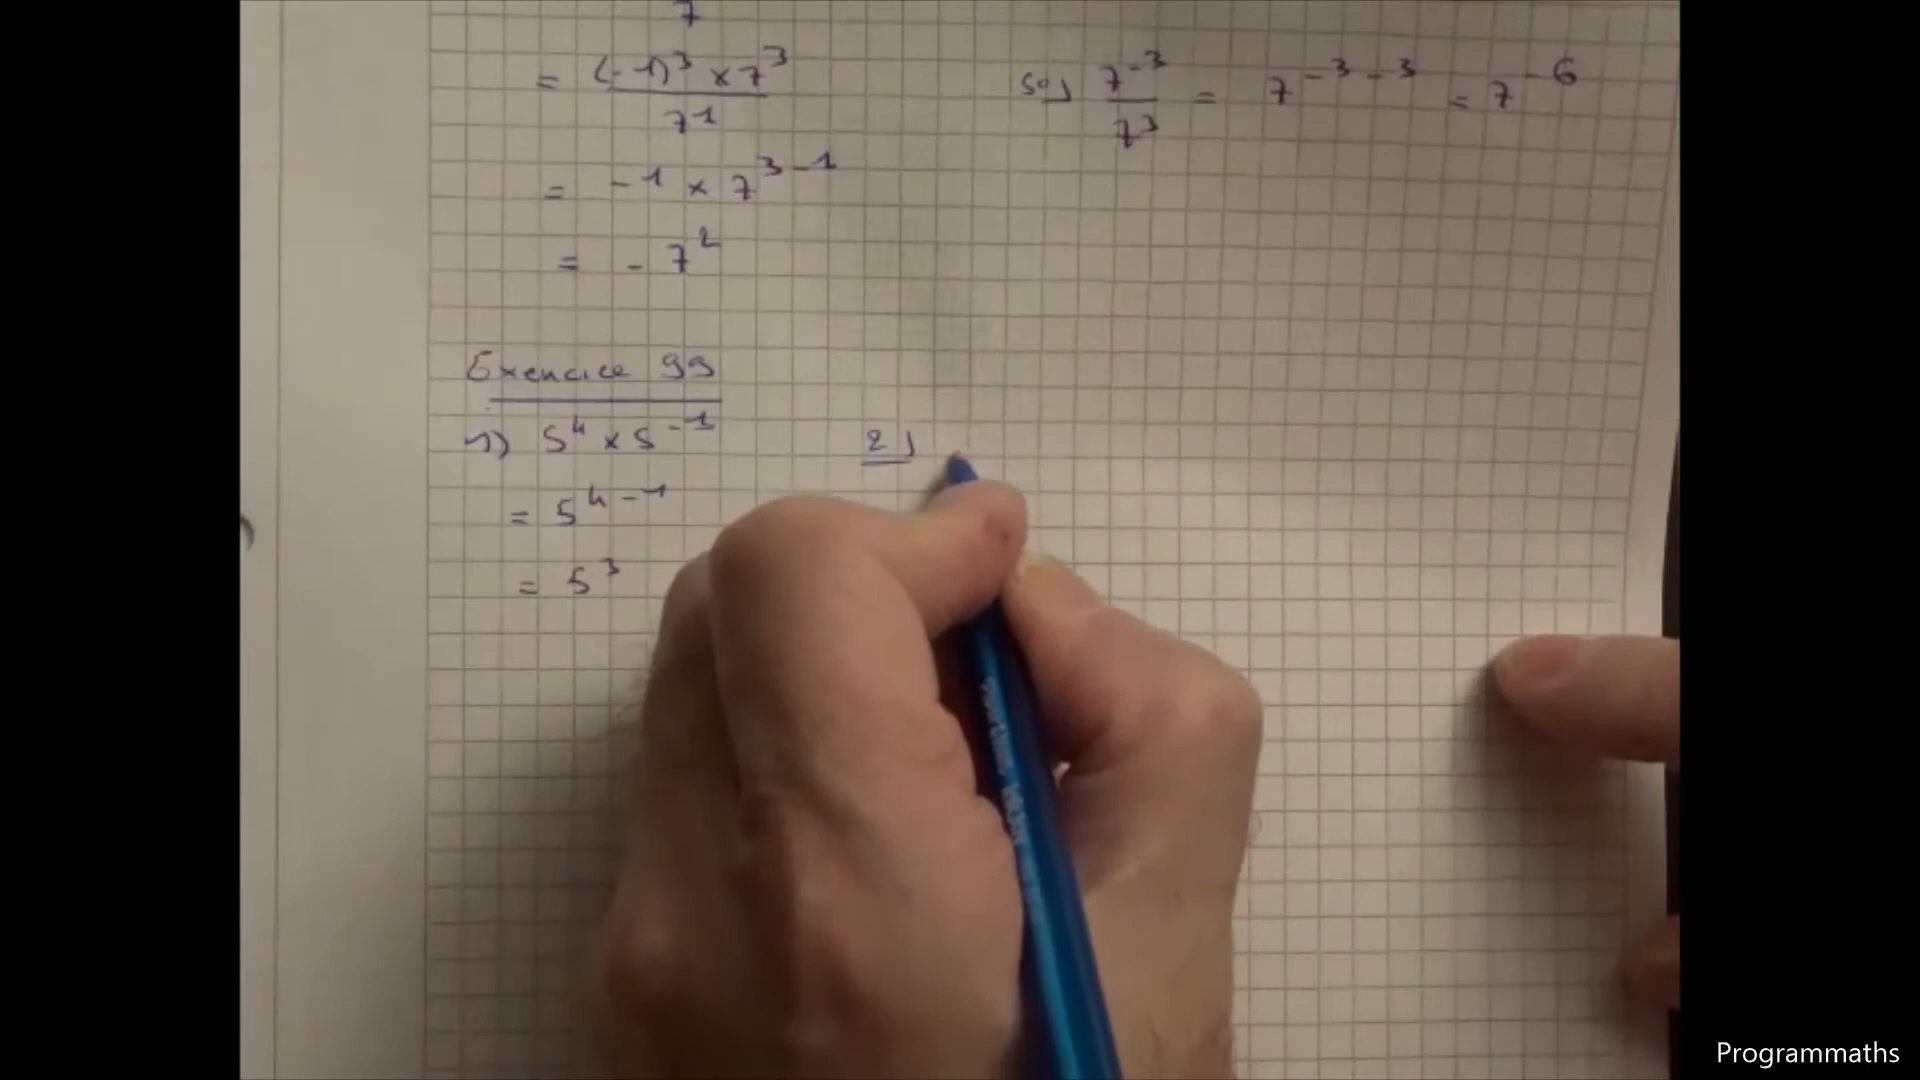 7
= (-1)³ × 7³ / 7¹
= -1 × 7³⁻¹
= - 7²
7⁻³ / 7³ = 7⁻³⁻³ = 7⁻⁶
Exercice 99
1) 5⁴ × 5⁻¹
= 5⁴⁻¹
= 5³
2)
Programmaths